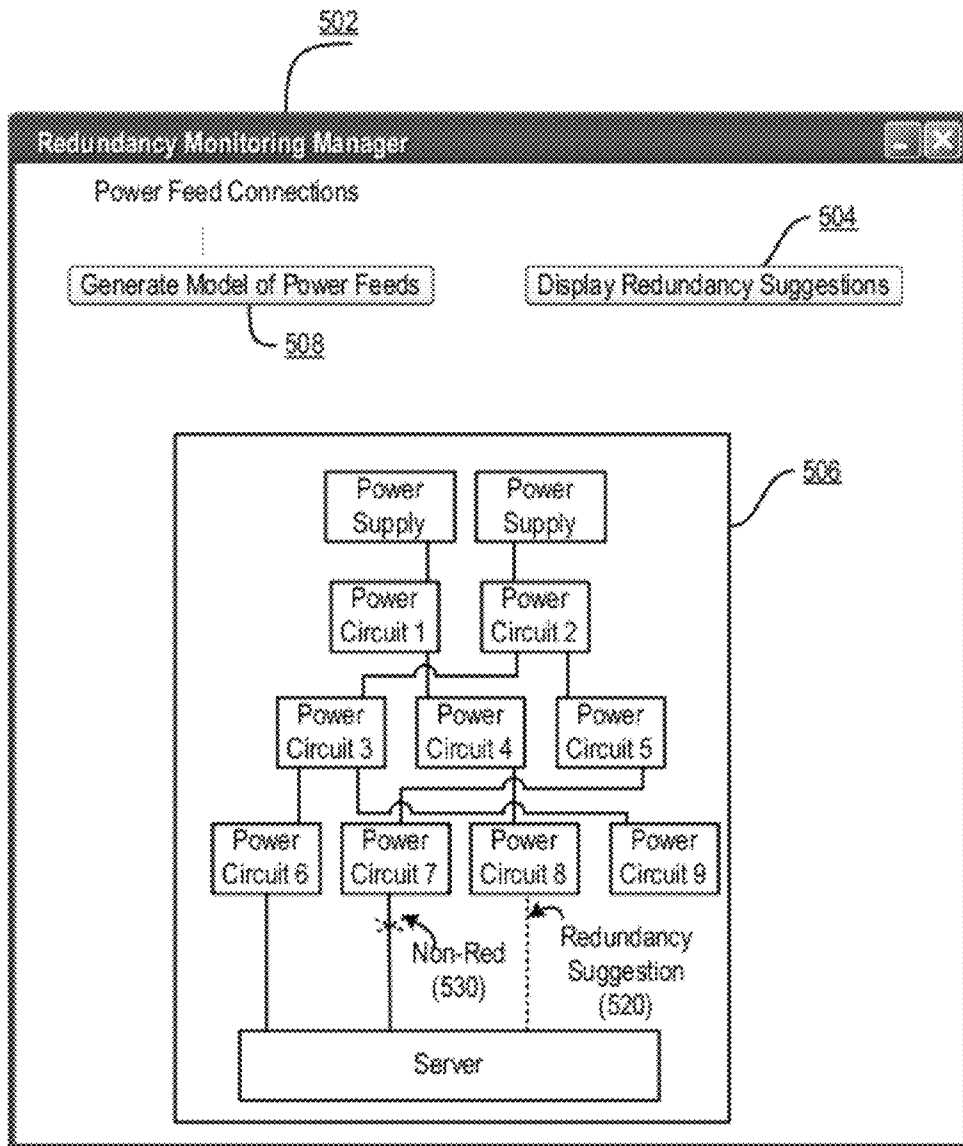 502
Redundancy Monitoring Manager
Power Feed Connections
504
Generate Model of Power Feeds
Display Redundancy Suggestions
508
506
Power
Supply
Power
Supply
Power
Circuit 1
Power
Circuit 2
Power
Circuit 3
Power
Circuit 4
Power
Circuit 5
Power
Circuit 6
Power
Circuit 7
Power
Circuit 8
Power
Circuit 9
Non-Red
(530)
Redundancy
Suggestion
(520)
Server